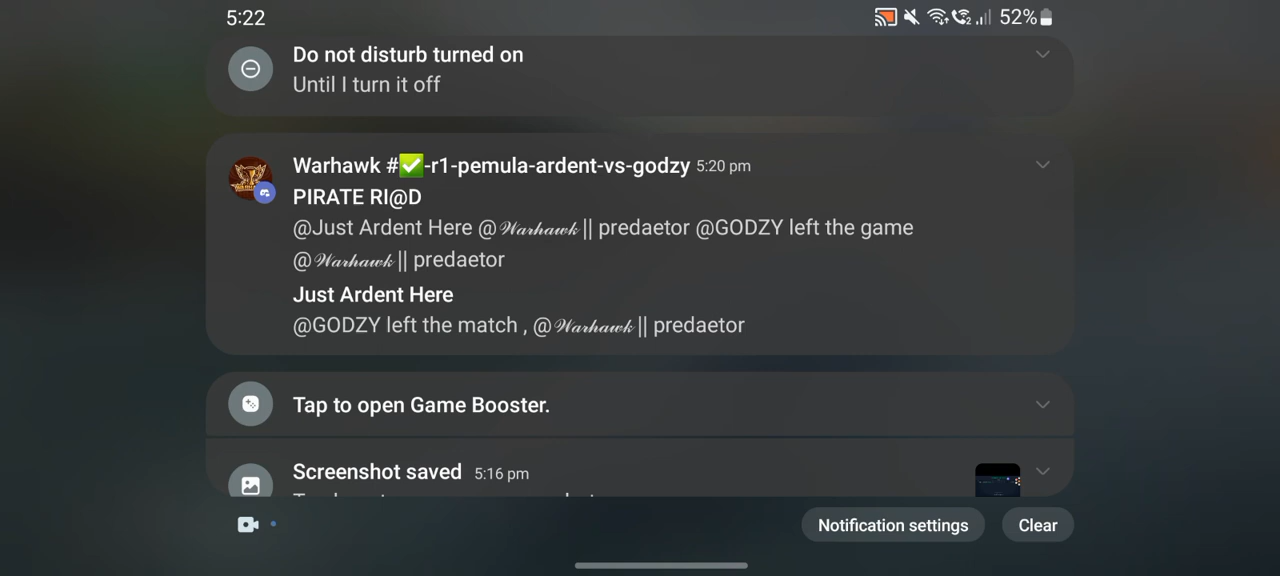 5:22
52%
Do not disturb turned on
Until I turn it off
Warhawk #✅-r1-pemula-ardent-vs-godzy 5:20 pm
PIRATE RI@D
@Just Ardent Here @𝒲𝒶𝓇𝒽𝒶𝓌𝓀 || predaetor @GODZY left the game
@𝒲𝒶𝓇𝒽𝒶𝓌𝓀 || predaetor
Just Ardent Here
@GODZY left the match , @𝒲𝒶𝓇𝒽𝒶𝓌𝓀 || predaetor
Tap to open Game Booster.
Screenshot saved 5:16 pm
Notification settings
Clear